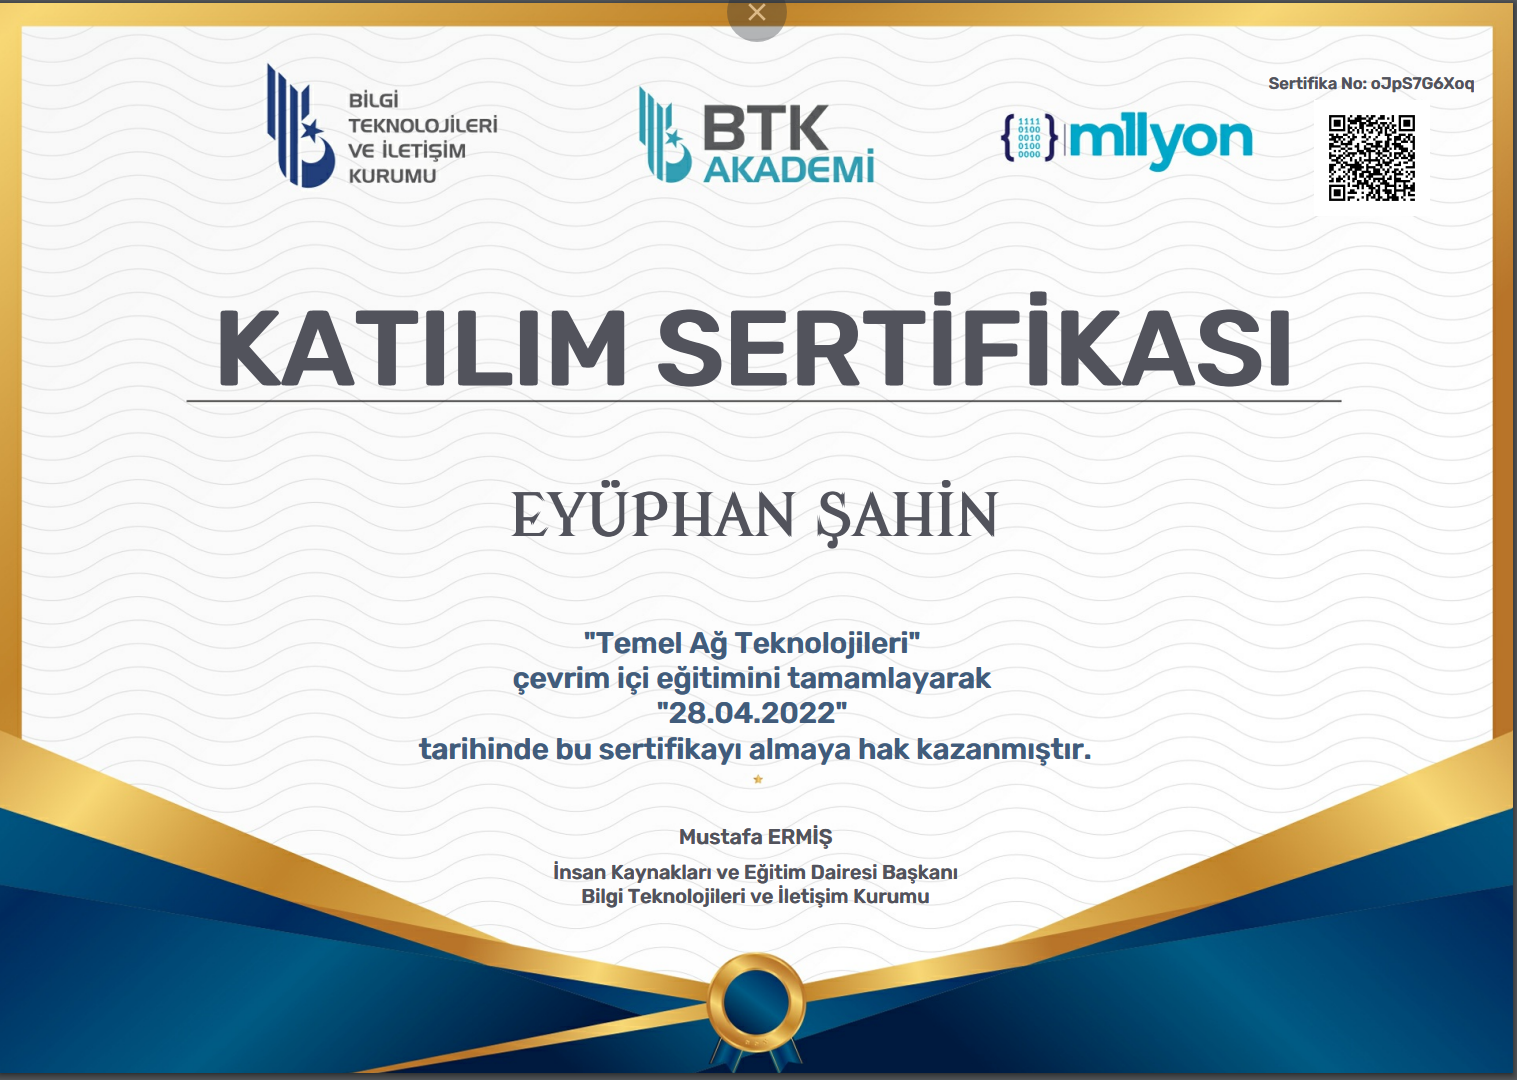 BİLGİ
TEKNOLOJİLERİ
VE İLETİŞİM
KURUMU
BTK
AKADEMİ
1111
0100
0010
0100
0000
m1lyon
Sertifika No: oJpS7G6Xoq
KATILIM SERTİFİKASI
EYÜPHAN ŞAHİN
"Temel Ağ Teknolojileri"
çevrim içi eğitimini tamamlayarak
"28.04.2022"
tarihinde bu sertifikayı almaya hak kazanmıştır.
Mustafa ERMİŞ
İnsan Kaynakları ve Eğitim Dairesi Başkanı
Bilgi Teknolojileri ve İletişim Kurumu